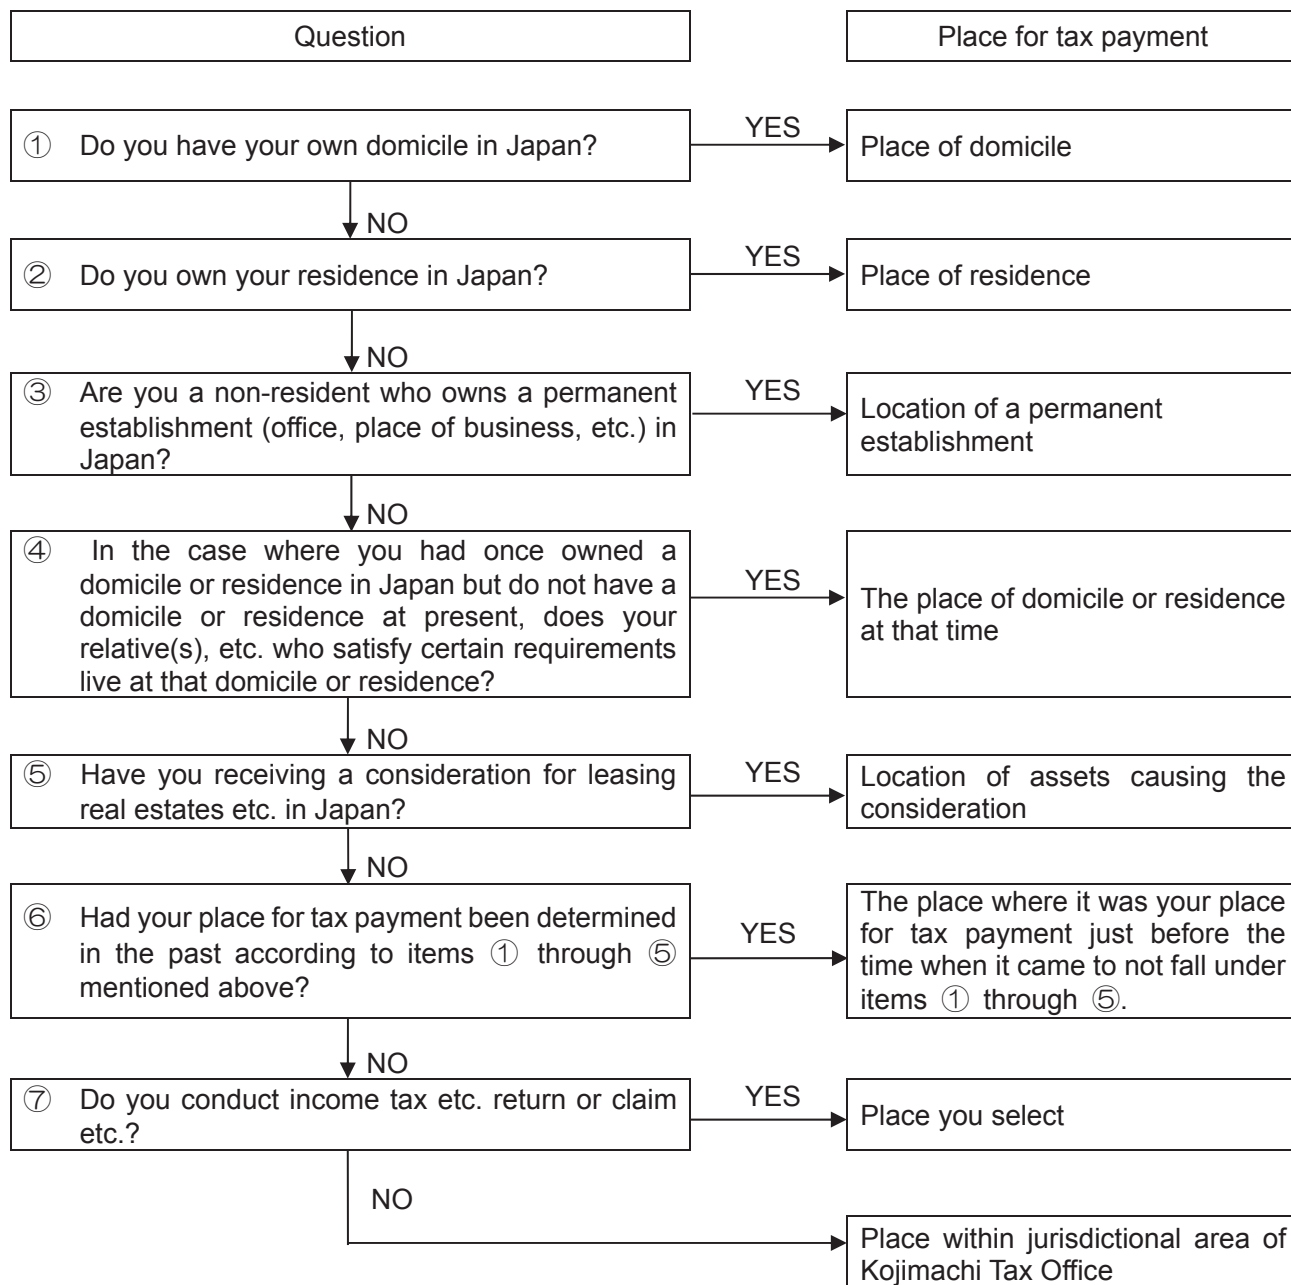 Question
Place for tax payment
① Do you have your own domicile in Japan?
YES
Place of domicile
NO
② Do you own your residence in Japan?
YES
Place of residence
NO
③ Are you a non-resident who owns a permanent
establishment (office, place of business, etc.) in
Japan?
YES
Location of a permanent
establishment
NO
④ In the case where you had once owned a
domicile or residence in Japan but do not have a
domicile or residence at present, does your
relative(s), etc. who satisfy certain requirements
live at that domicile or residence?
YES
The place of domicile or residence
at that time
NO
⑤ Have you receiving a consideration for leasing
real estates etc. in Japan?
YES
Location of assets causing the
consideration
NO
⑥ Had your place for tax payment been determined
in the past according to items ① through ⑤
mentioned above?
YES
The place where it was your place
for tax payment just before the
time when it came to not fall under
items ① through ⑤.
NO
⑦ Do you conduct income tax etc. return or claim
etc.?
YES
Place you select
NO
Place within jurisdictional area of
Kojimachi Tax Office